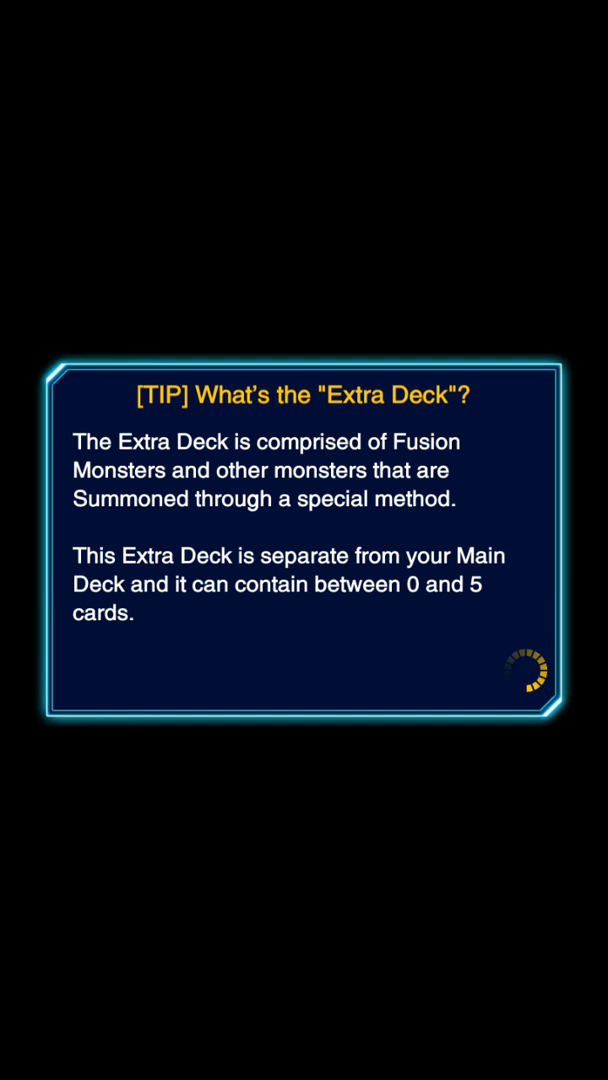 [TIP] What’s the "Extra Deck"?
The Extra Deck is comprised of Fusion
Monsters and other monsters that are
Summoned through a special method.
This Extra Deck is separate from your Main
Deck and it can contain between 0 and 5
cards.